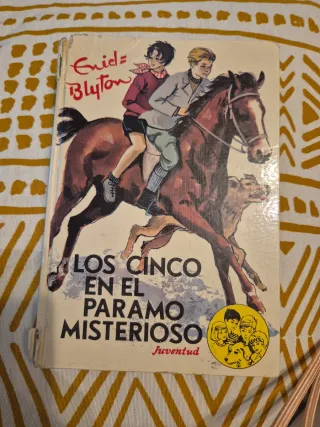 Enid
Blyton
LOS CINCO
EN EL
PARAMO
MISTERIOSO
Juventud